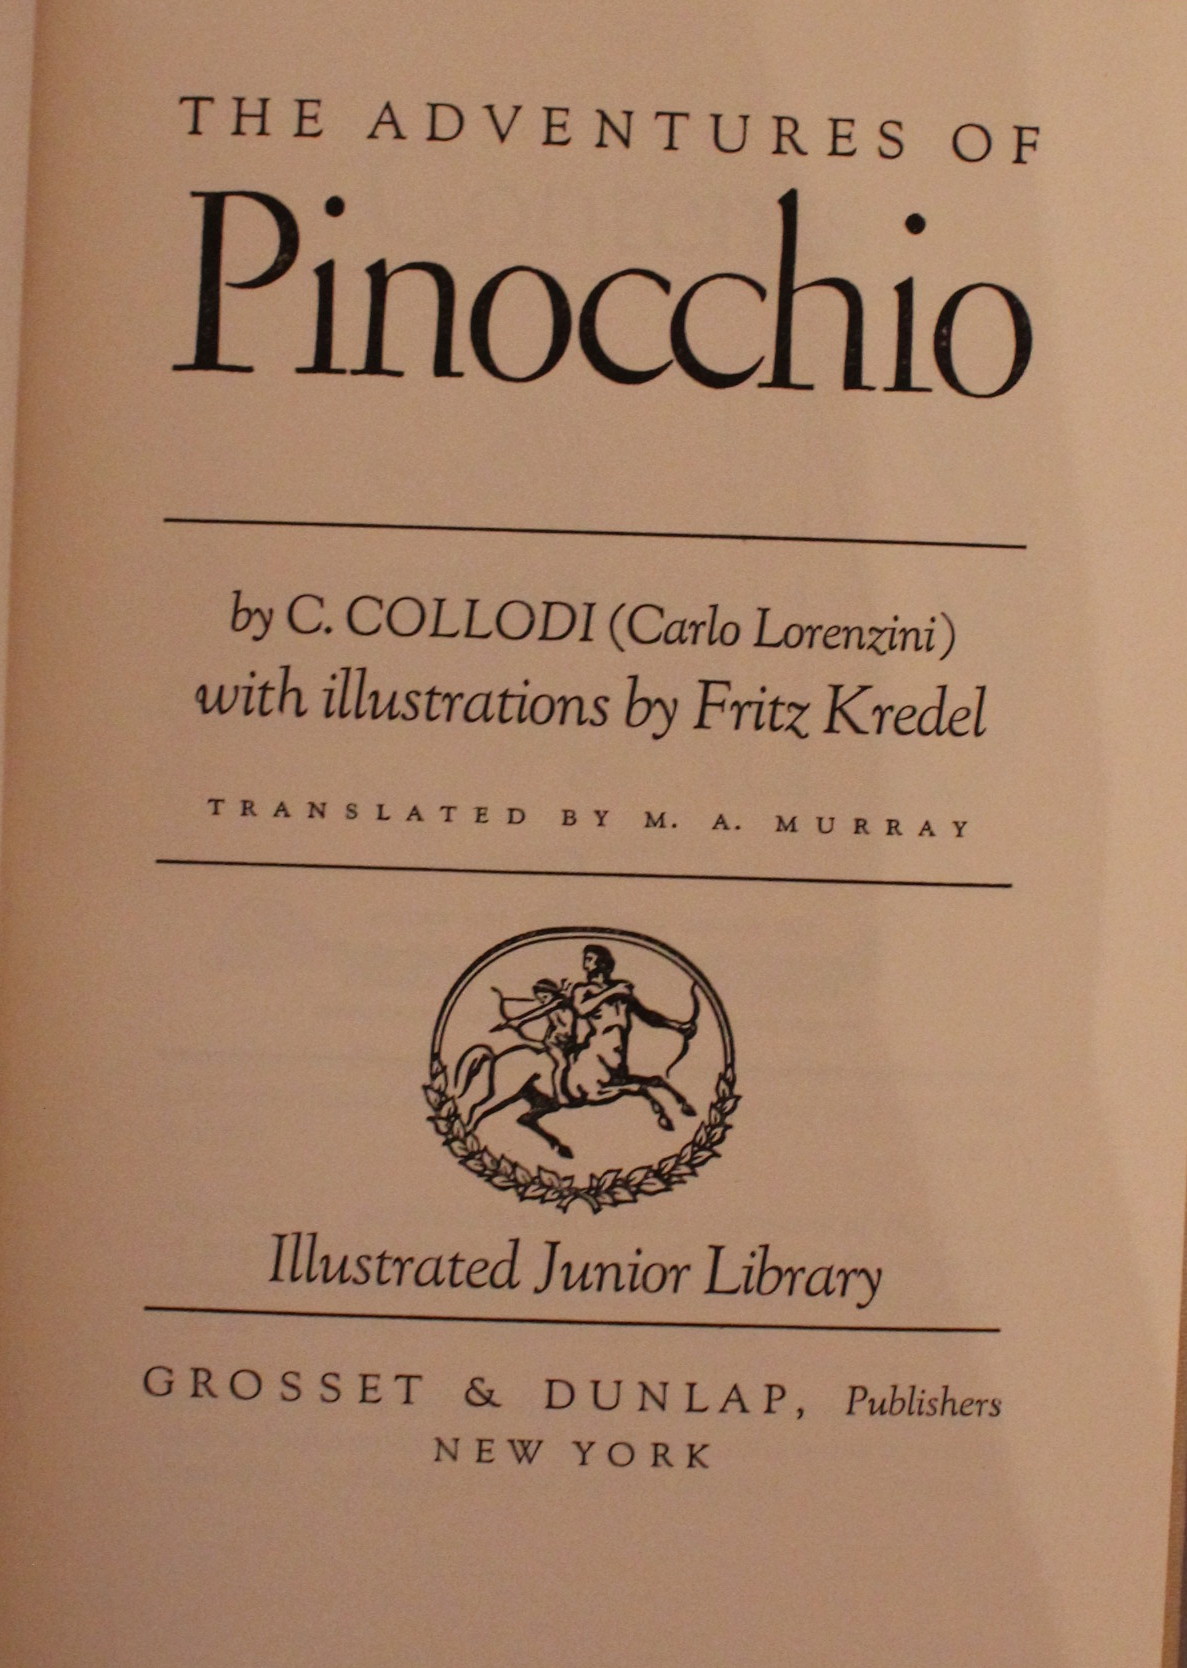 THE ADVENTURES OF
Pinocchio
by C. COLLODI (Carlo Lorenzini)
with illustrations by Fritz Kredel
TRANSLATED BY M. A. MURRAY
Illustrated Junior Library
GROSSET & DUNLAP, Publishers
NEW YORK